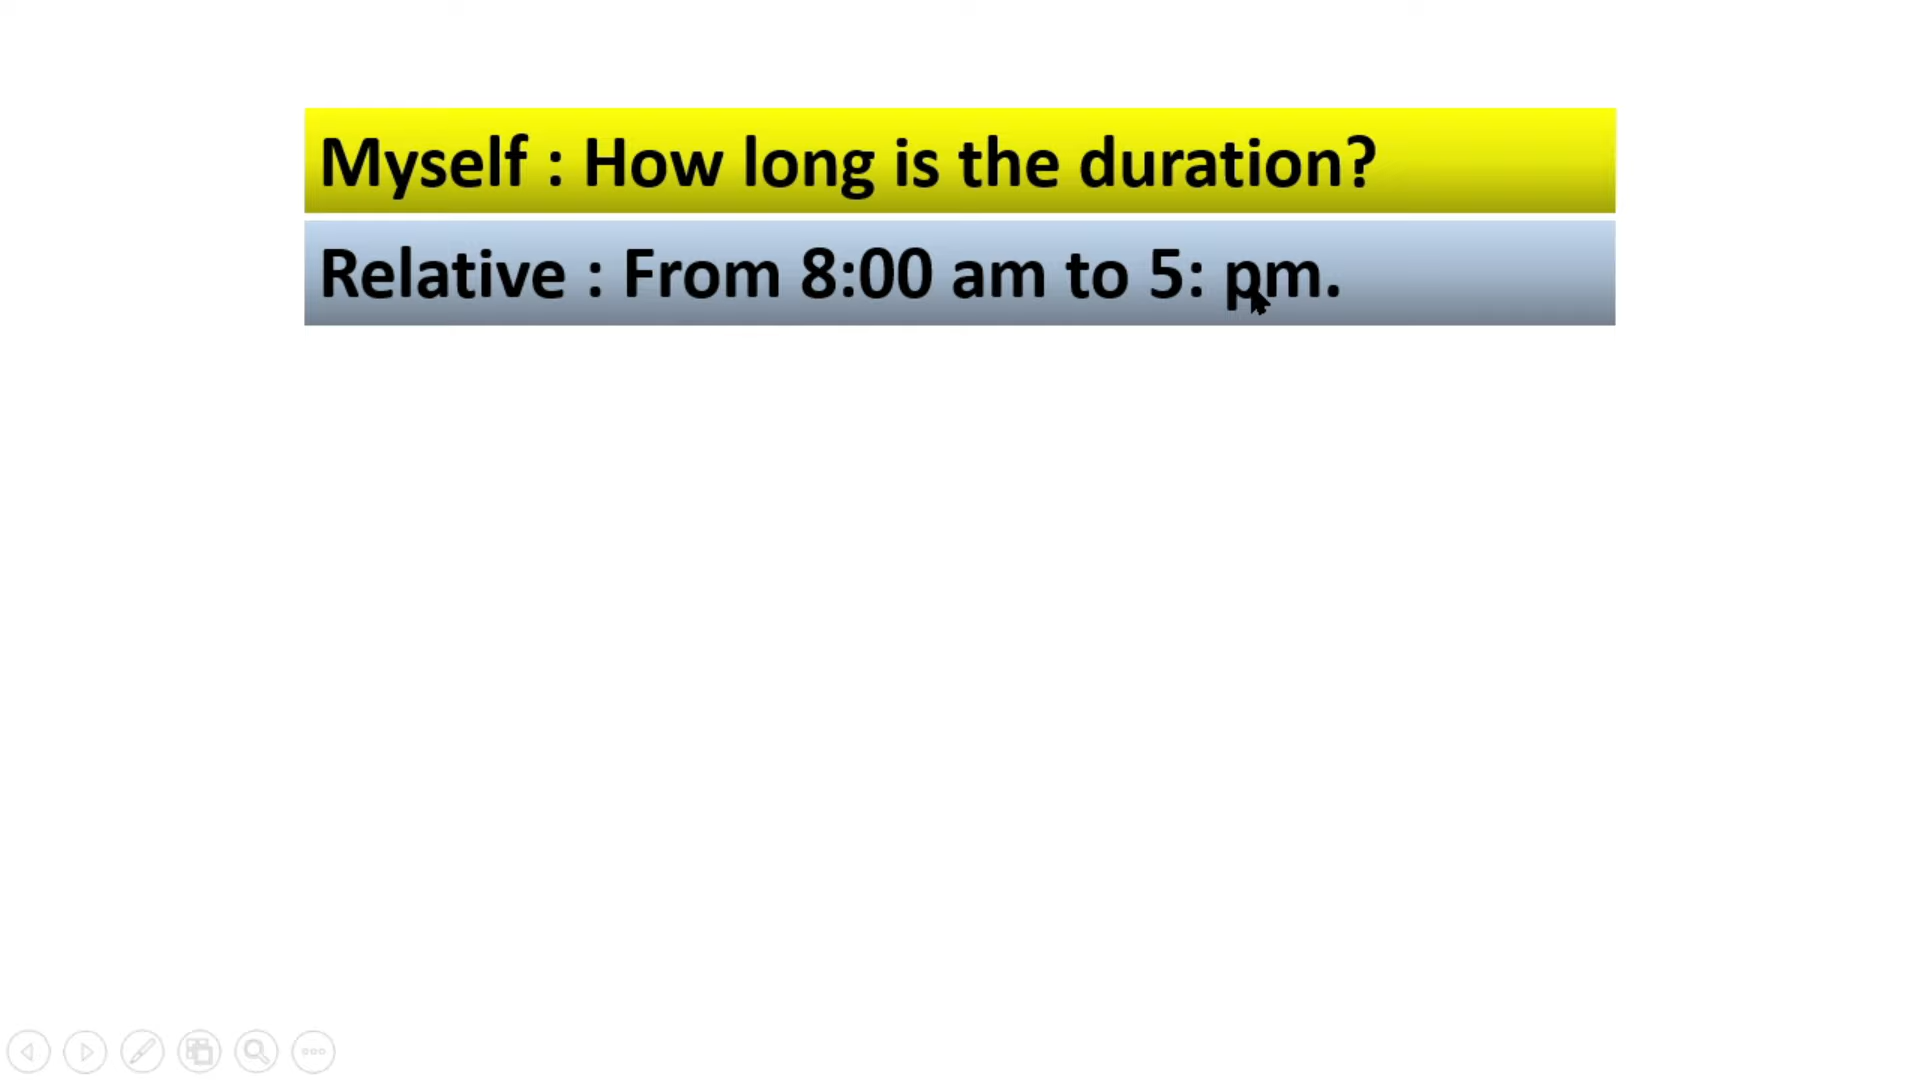 Myself : How long is the duration?
Relative : From 8:00 am to 5: pm.